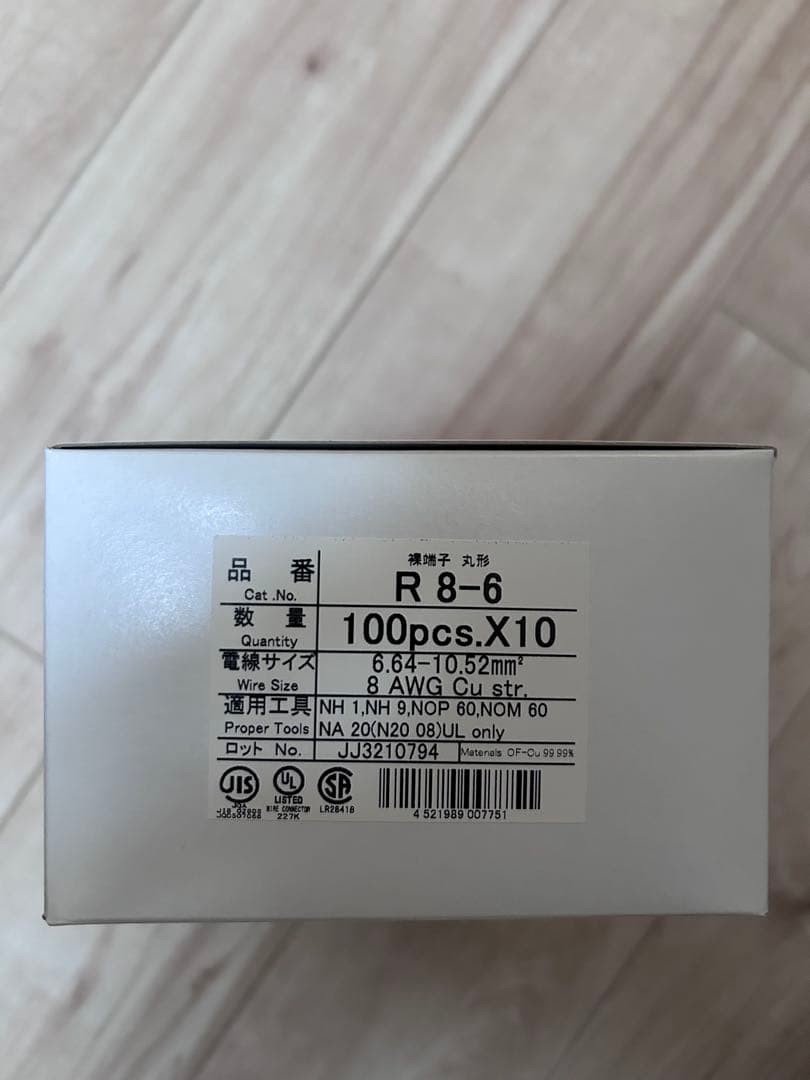 品番 裸端子 丸形
Cat .No. R 8-6
数量 100pcs.X10
Quantity
電線サイズ 6.64-10.52mm²
Wire Size 8 AWG Cu str.
適用工具 NH 1,NH 9,NOP 60,NOM 60
Proper Tools NA 20(N20 08)UL only
ロット No. JJ3210794 Materials OF-Cu 99.99%
JIS UL SA
LISTED
WIRE CONNECTOR LR2841B
227K 4 521989 007751